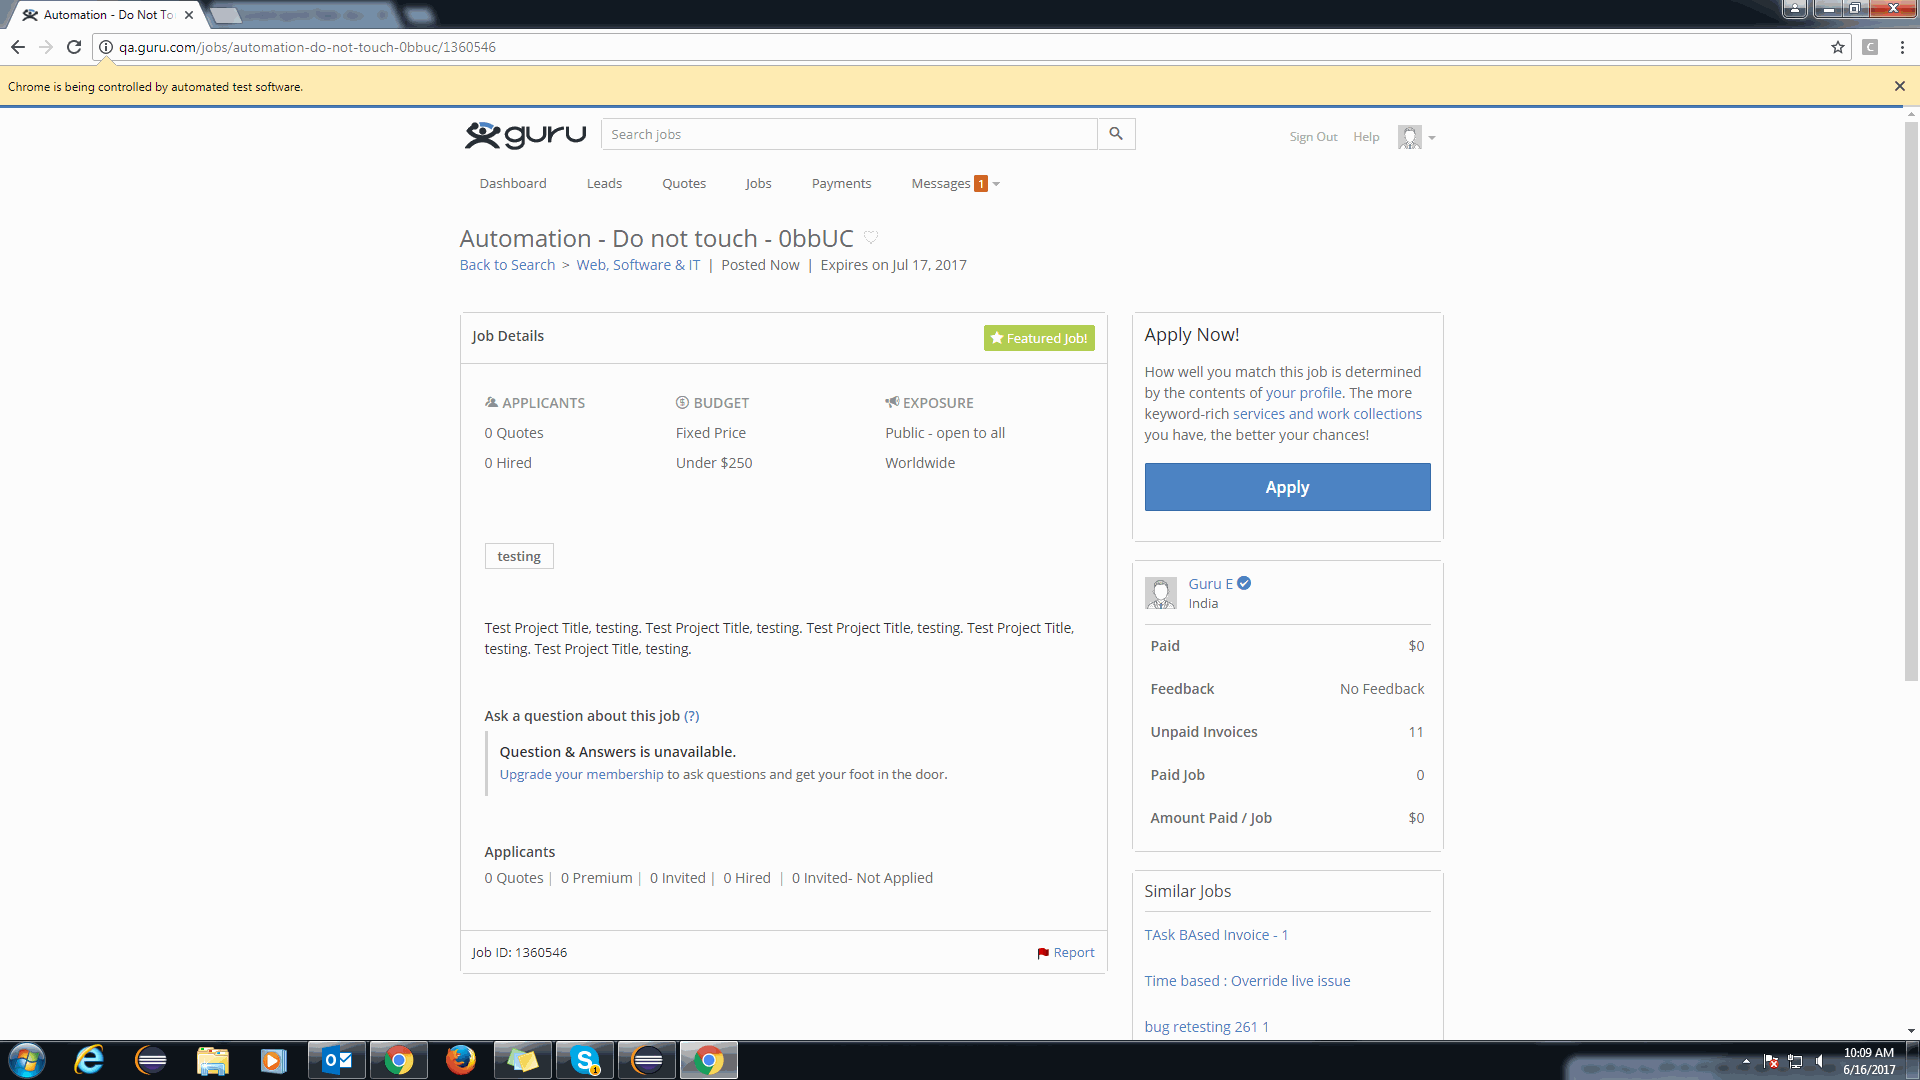 Automation - Do Not To
qa.guru.com/jobs/automation-do-not-touch-0bbuc/1360546
C
Chrome is being controlled by automated test software.
guru
Search jobs
Sign Out Help
Dashboard Leads Quotes Jobs Payments Messages 1
Automation - Do not touch - 0bbUC
Back to Search > Web, Software & IT | Posted Now | Expires on Jul 17, 2017
Job Details
Featured Job!
APPLICANTS BUDGET EXPOSURE
0 Quotes Fixed Price Public - open to all
0 Hired Under $250 Worldwide
testing
Test Project Title, testing. Test Project Title, testing. Test Project Title, testing. Test Project Title,
testing. Test Project Title, testing.
Ask a question about this job (?)
Question & Answers is unavailable.
Upgrade your membership to ask questions and get your foot in the door.
Applicants
0 Quotes | 0 Premium | 0 Invited | 0 Hired | 0 Invited- Not Applied
Job ID: 1360546
Report
Apply Now!
How well you match this job is determined
by the contents of your profile. The more
keyword-rich services and work collections
you have, the better your chances!
Apply
Guru E
India
Paid $0
Feedback No Feedback
Unpaid Invoices 11
Paid Job 0
Amount Paid / Job $0
Similar Jobs
TAsk BAsed Invoice - 1
Time based : Override live issue
bug retesting 261 1
10:09 AM
6/16/2017